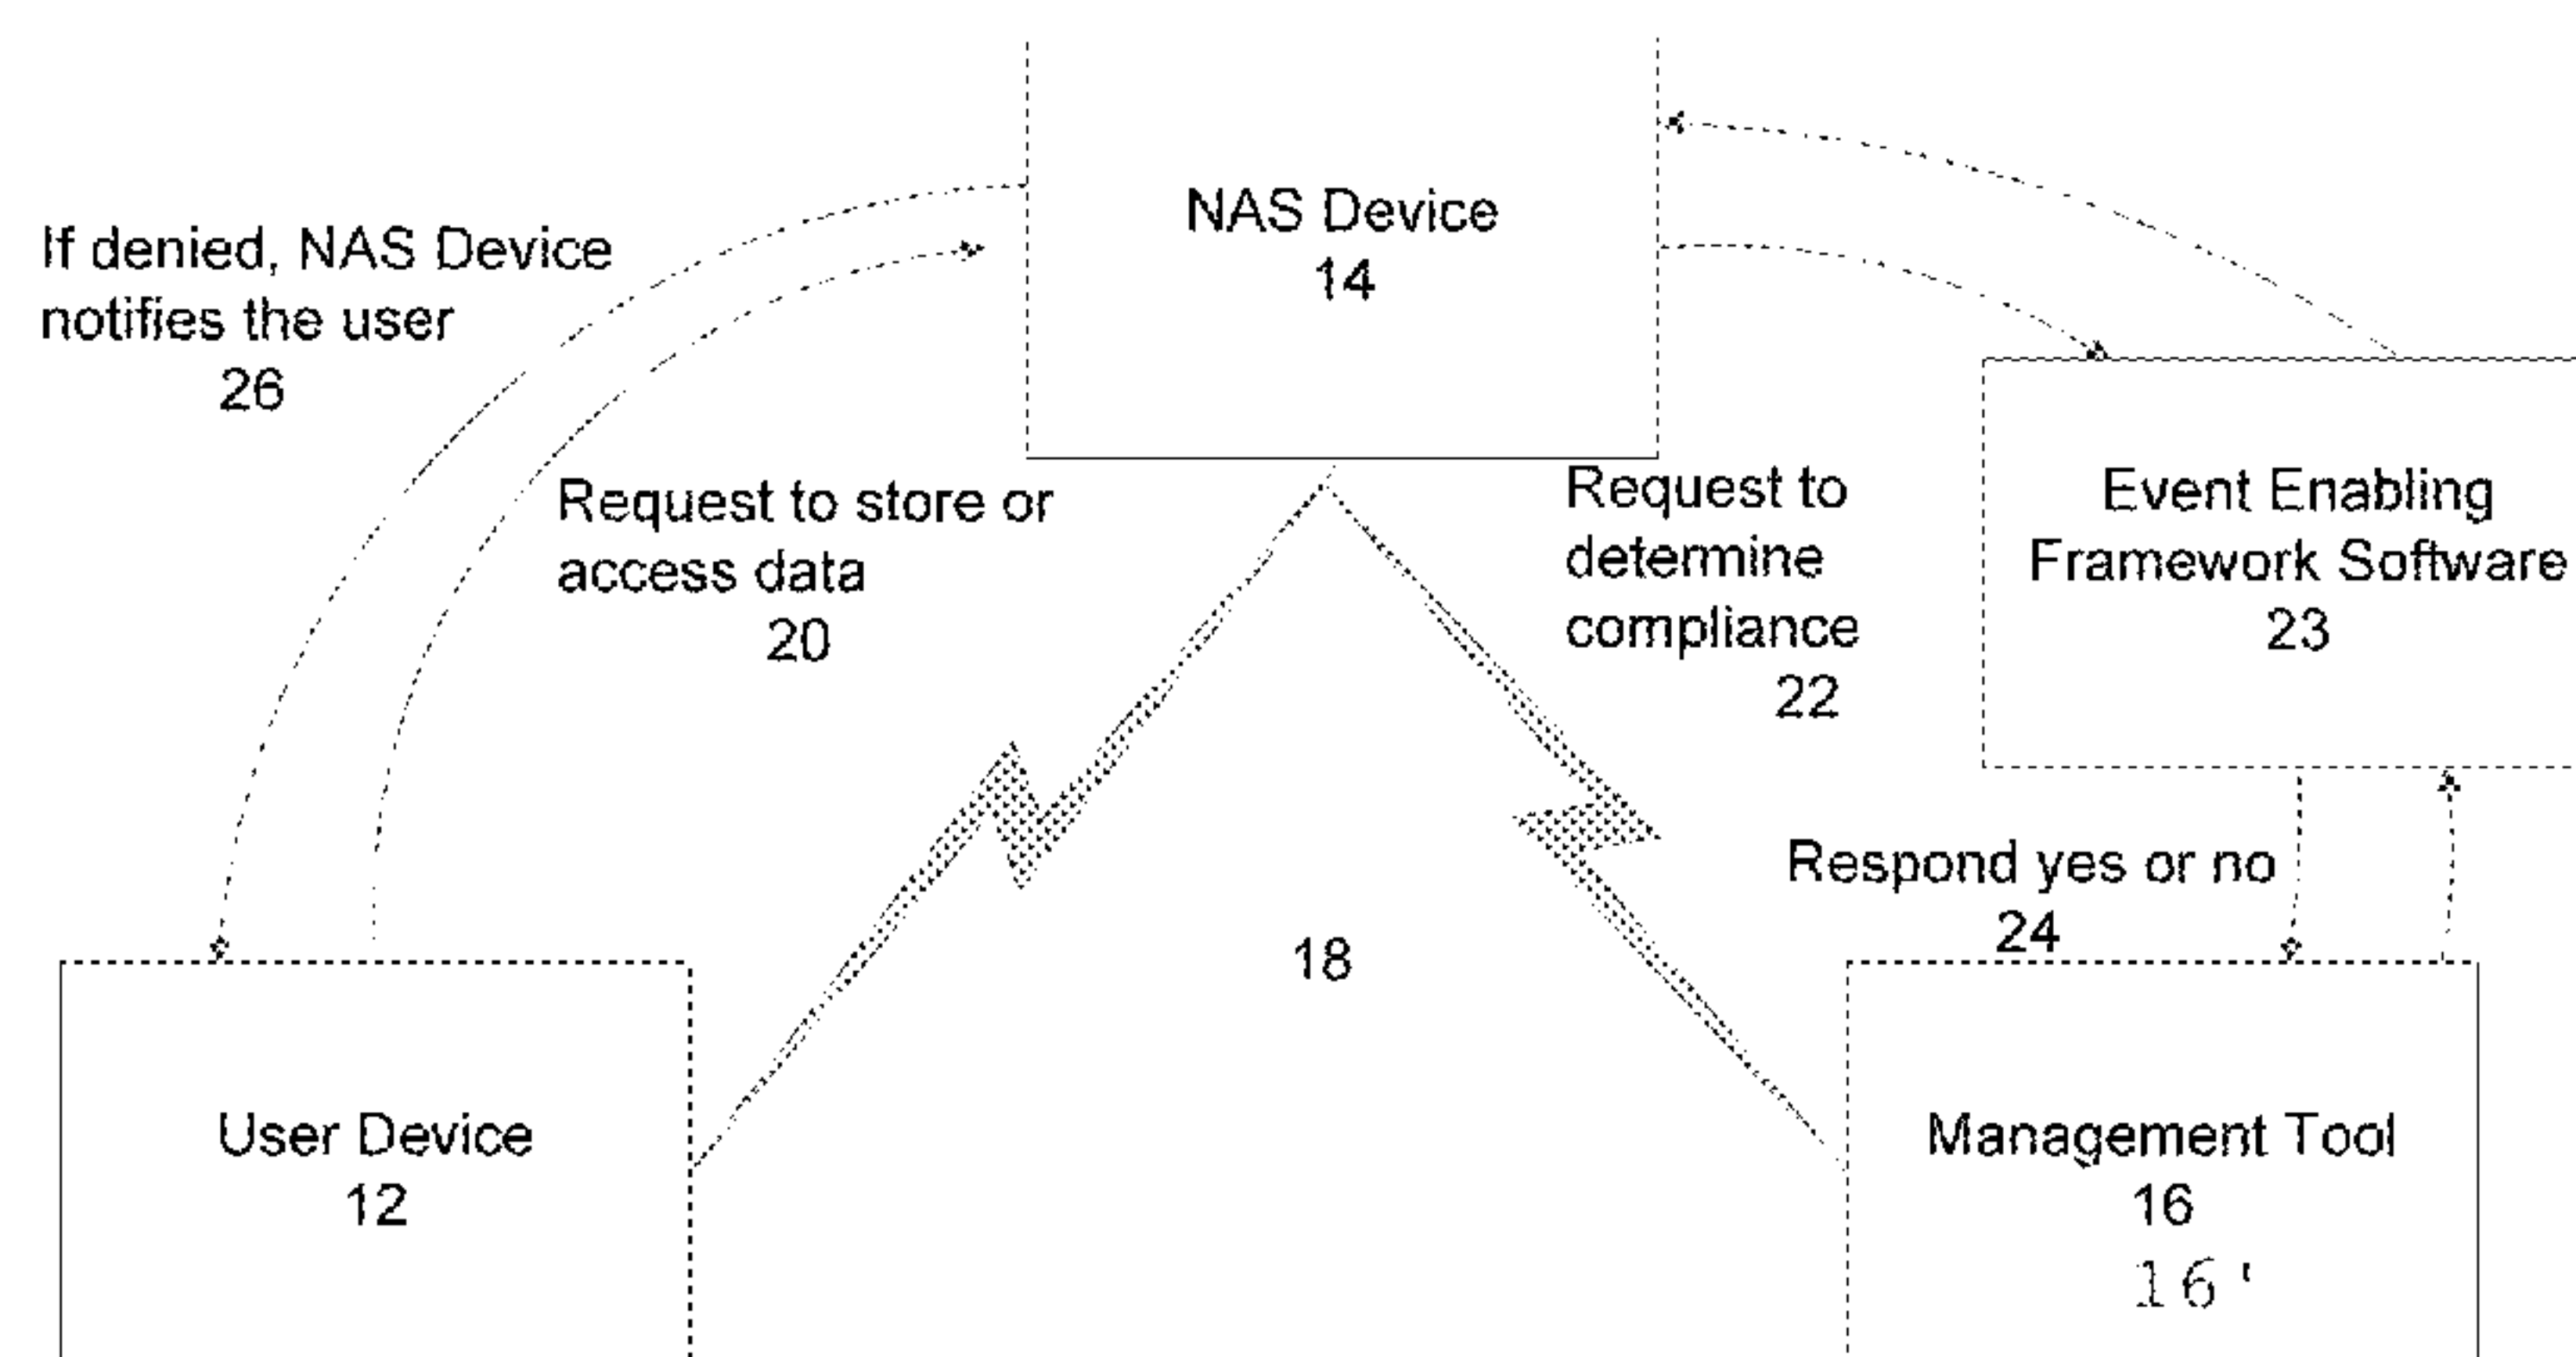 NAS Device
14
If denied, NAS Device
notifies the user
26
Request to store or
access data
20
Request to
determine
compliance
22
Event Enabling
Framework Software
23
Respond yes or no
24
18
User Device
12
Management Tool
16
16'